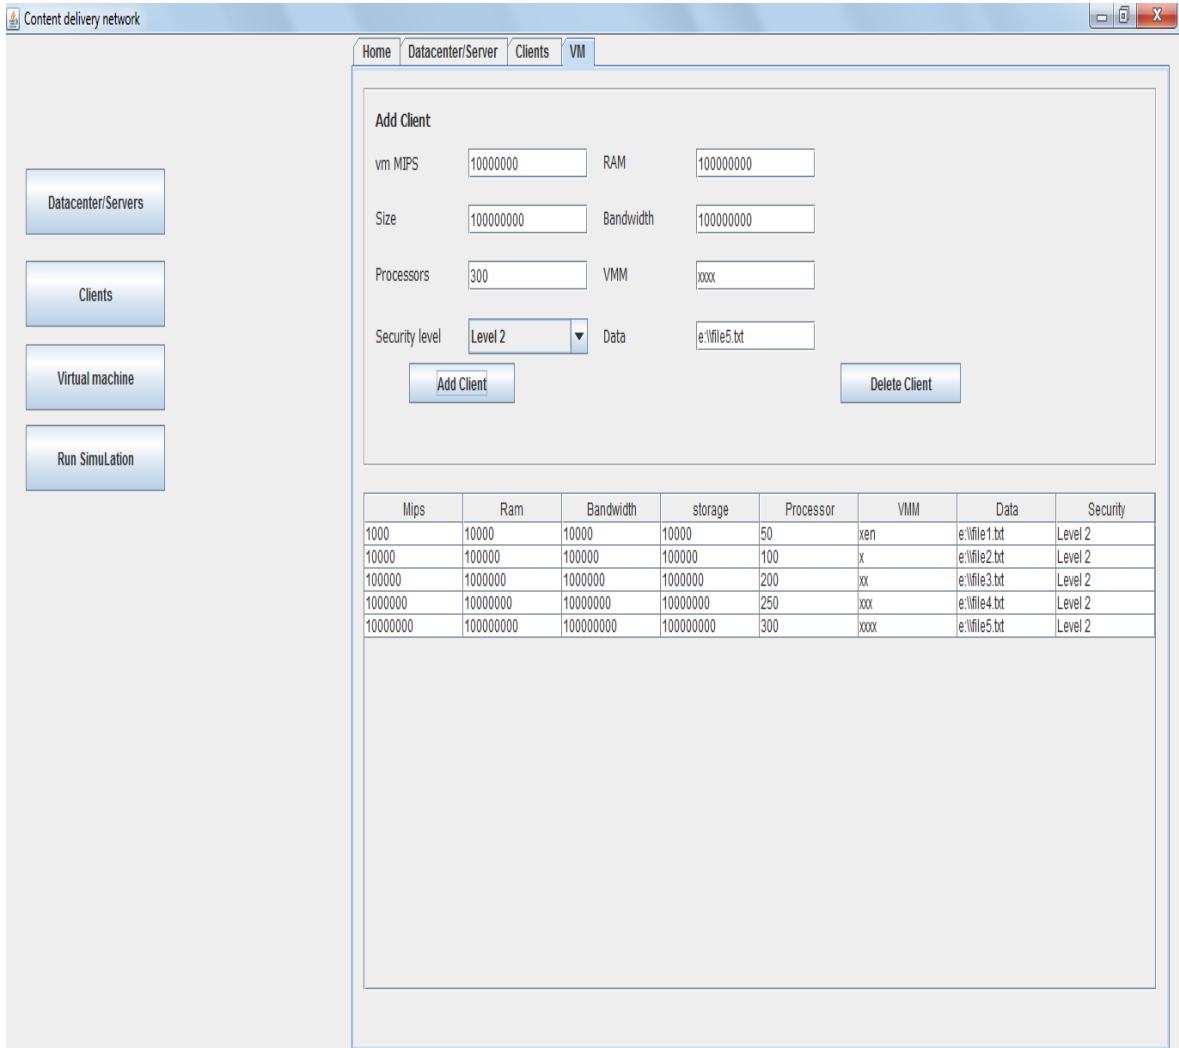 Content delivery network
Home Datacenter/Server Clients VM
Add Client
vm MIPS 10000000 RAM 100000000
Datacenter/Servers
Size 100000000 Bandwidth 100000000
Processors 300 VMM xxxx
Clients
Security level Level 2 Data e:\\file5.txt
Virtual machine
Add Client Delete Client
Run SimuLation
Mips Ram Bandwidth storage Processor VMM Data Security
1000 10000 10000 10000 50 xen e:\\file1.txt Level 2
10000 100000 100000 100000 100 x e:\\file2.txt Level 2
100000 1000000 1000000 1000000 200 xx e:\\file3.txt Level 2
1000000 10000000 10000000 10000000 250 xxx e:\\file4.txt Level 2
10000000 100000000 100000000 100000000 300 xxxx e:\\file5.txt Level 2